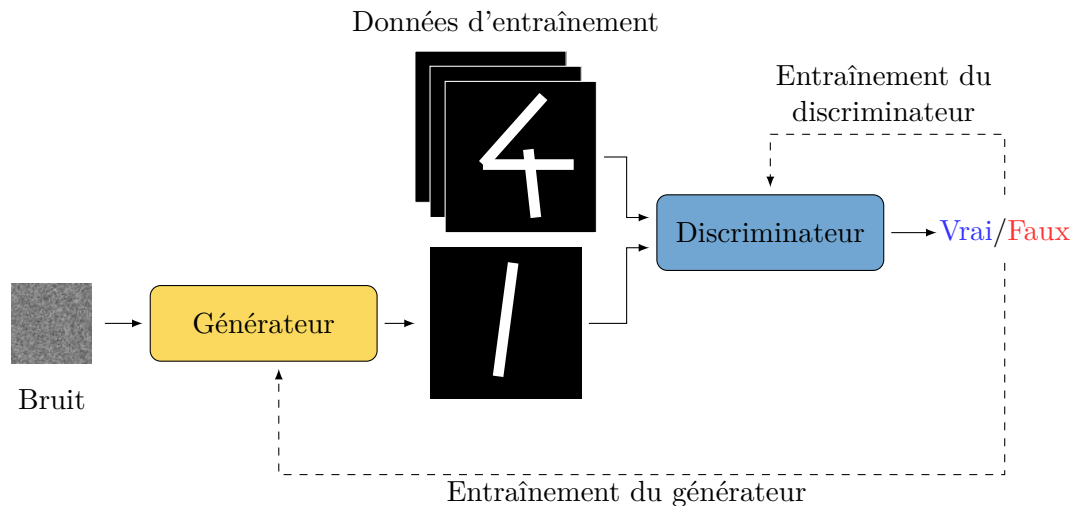 Données d'entraînement
Entraînement du
discriminateur
Discriminateur
Vrai/Faux
Générateur
Bruit
Entraînement du générateur